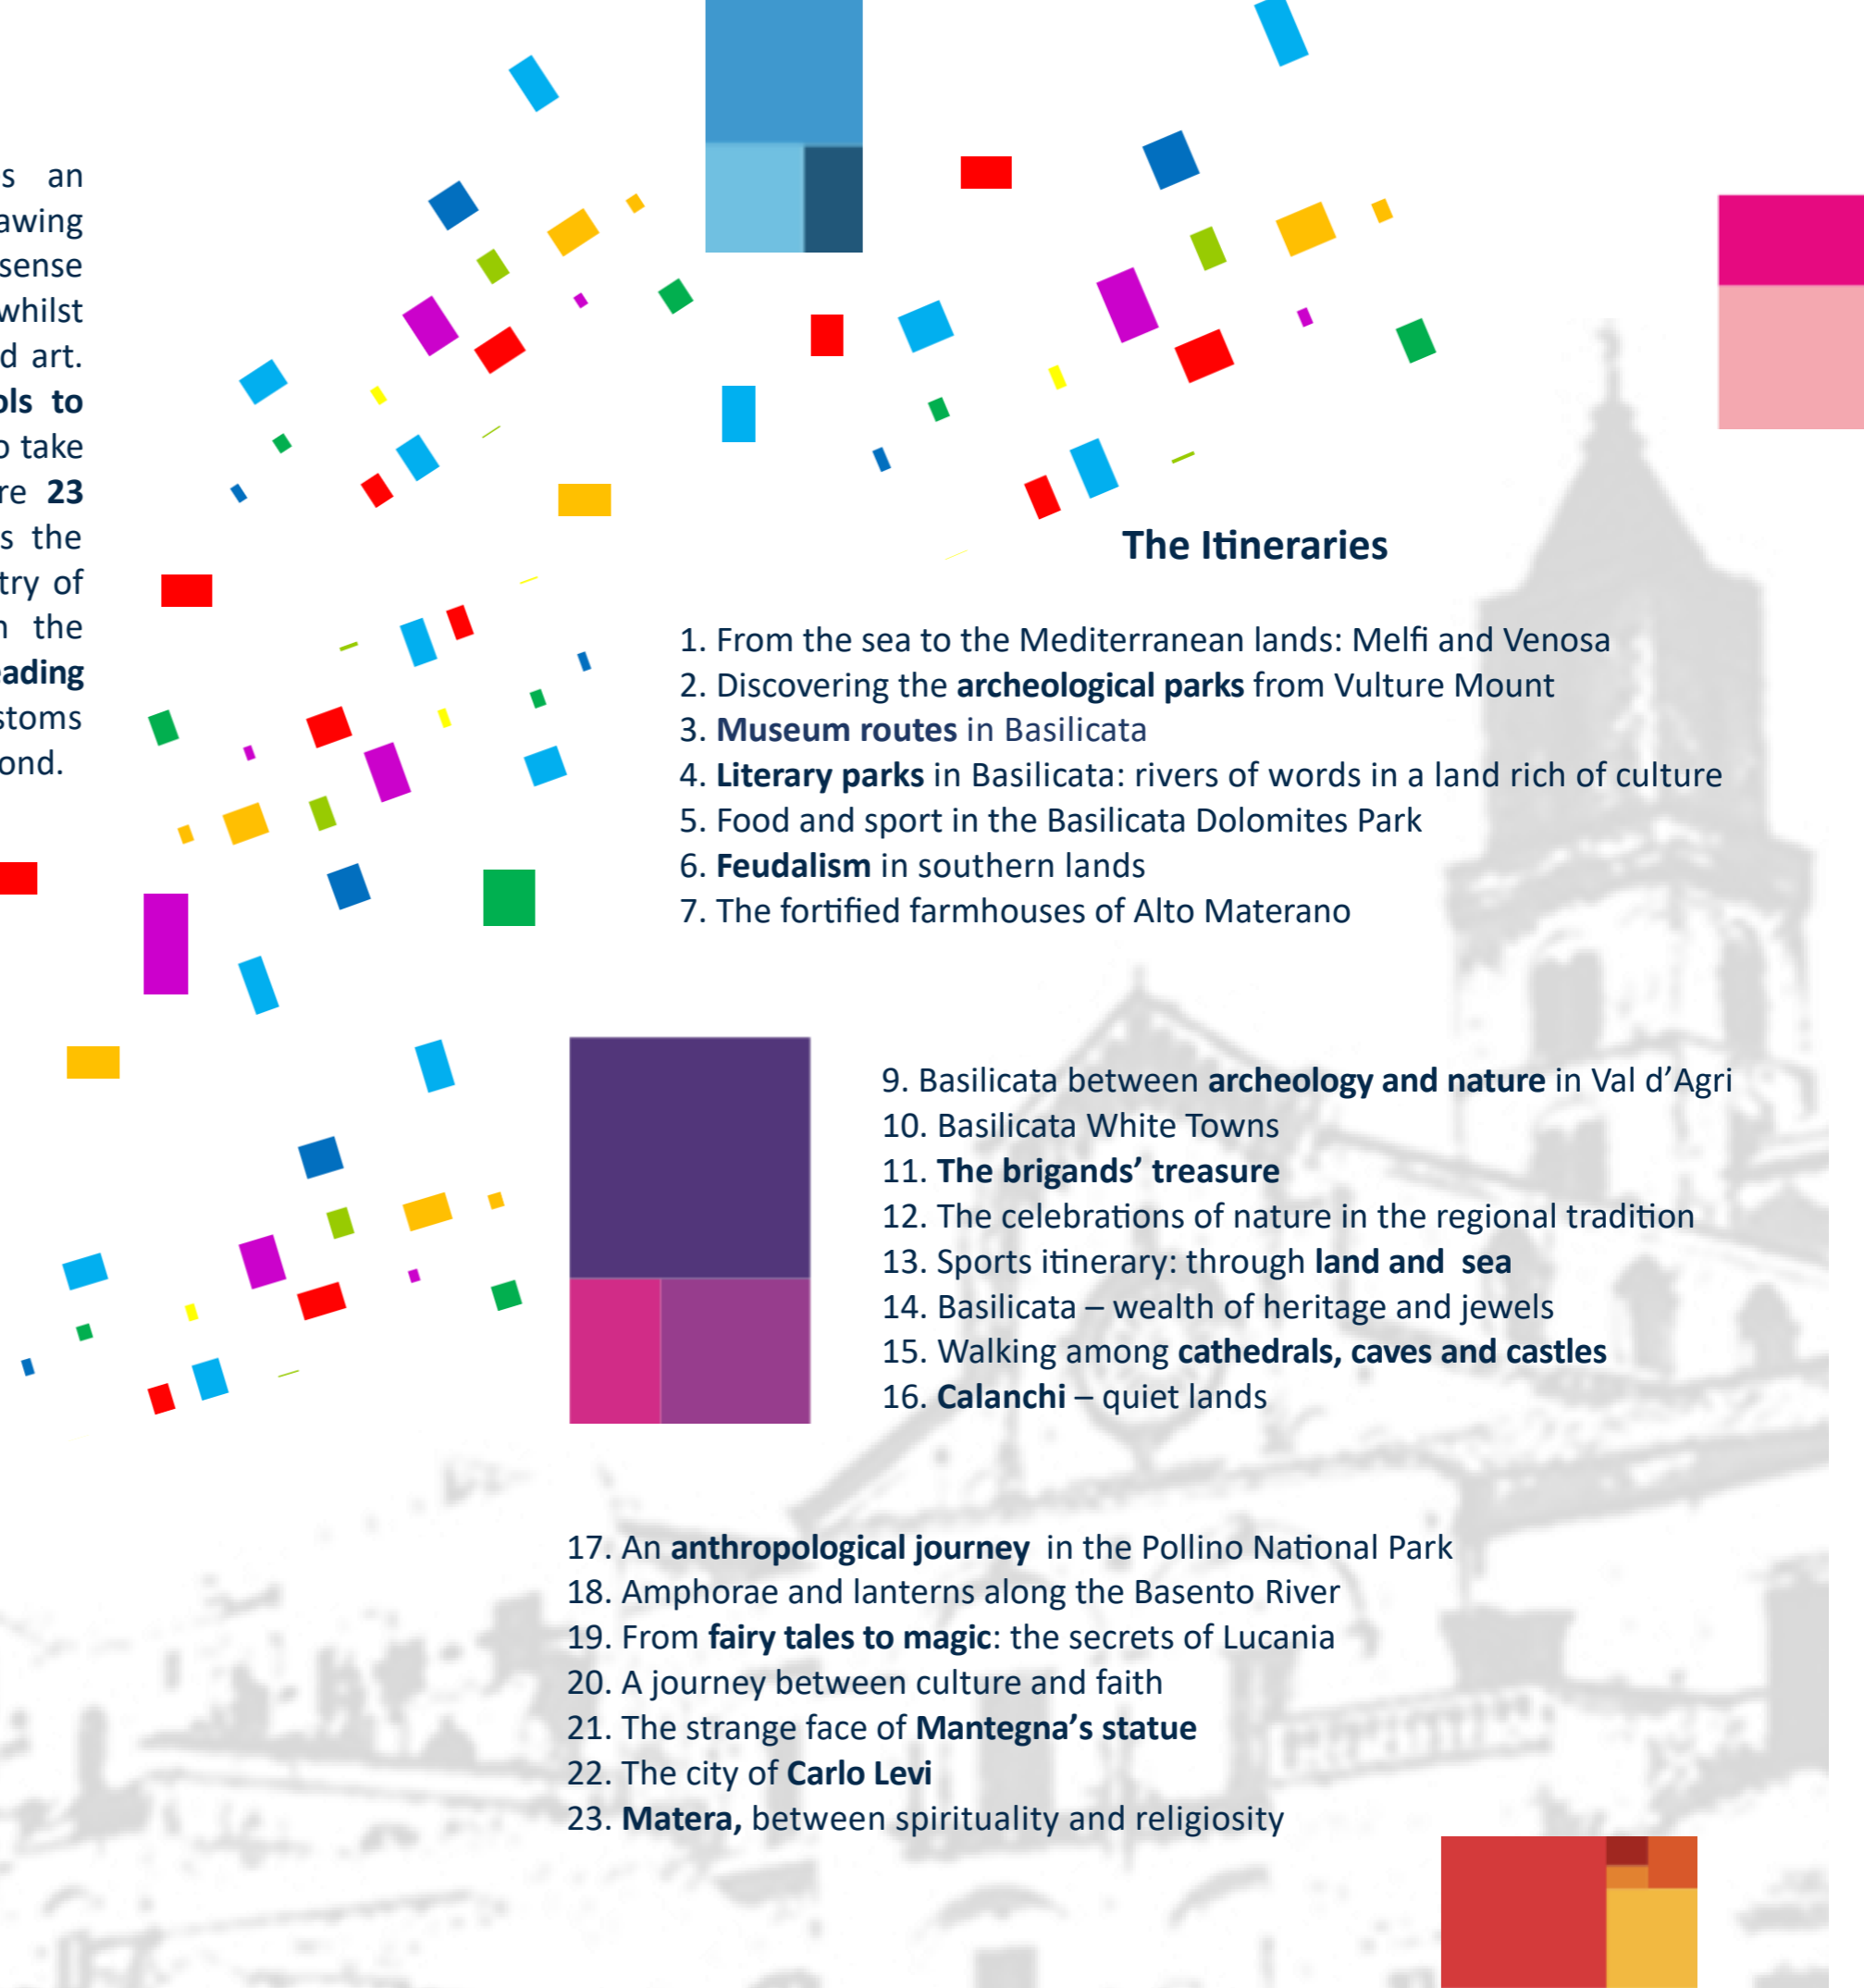 s an
awing
sense
whilst
d art.
ols to
o take
re 23
s the
try of
n the
eading
stoms
ond.
The Itineraries
1. From the sea to the Mediterranean lands: Melfi and Venosa
2. Discovering the archeological parks from Vulture Mount
3. Museum routes in Basilicata
4. Literary parks in Basilicata: rivers of words in a land rich of culture
5. Food and sport in the Basilicata Dolomites Park
6. Feudalism in southern lands
7. The fortified farmhouses of Alto Materano
9. Basilicata between archeology and nature in Val d’Agri
10. Basilicata White Towns
11. The brigands’ treasure
12. The celebrations of nature in the regional tradition
13. Sports itinerary: through land and sea
14. Basilicata – wealth of heritage and jewels
15. Walking among cathedrals, caves and castles
16. Calanchi – quiet lands
17. An anthropological journey in the Pollino National Park
18. Amphorae and lanterns along the Basento River
19. From fairy tales to magic: the secrets of Lucania
20. A journey between culture and faith
21. The strange face of Mantegna’s statue
22. The city of Carlo Levi
23. Matera, between spirituality and religiosity